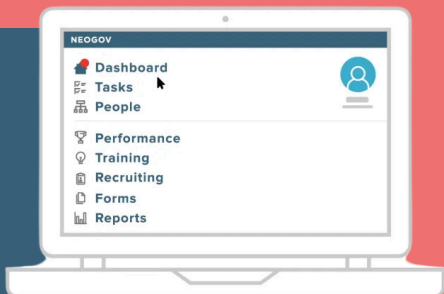 NEOGOV
Dashboard
Tasks
People
Performance
Training
Recruiting
Forms
Reports